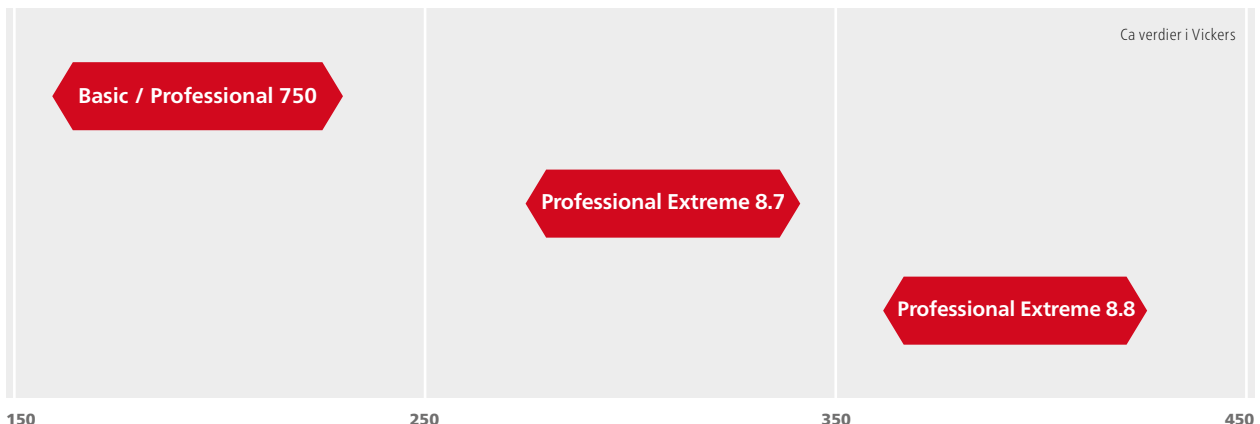 Ca verdier i Vickers
Basic / Professional 750
Professional Extreme 8.7
Professional Extreme 8.8
150 250 350 450